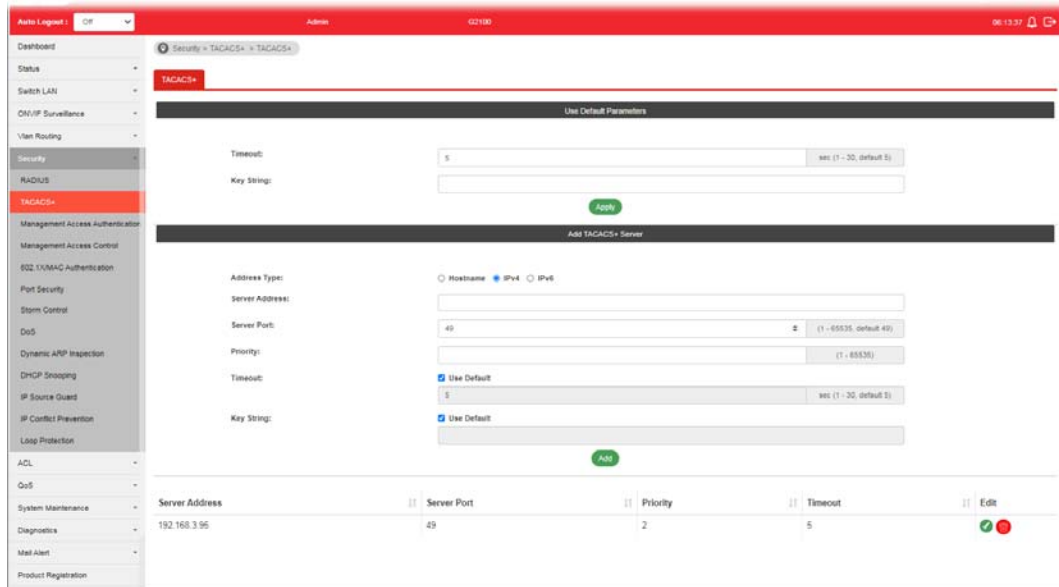 Auto Logout : Off Admin G2100 06:13:37
Dashboard
Status
Switch LAN
ONVIF Surveillance
Vlan Routing
Security
RADIUS
TACACS+
Management Access Authentication
Management Access Control
802.1X/MAC Authentication
Port Security
Storm Control
DoS
Dynamic ARP Inspection
DHCP Snooping
IP Source Guard
IP Conflict Prevention
Loop Protection
ACL
QoS
System Maintenance
Diagnostics
Mail Alert
Product Registration
Security > TACACS+ > TACACS+
TACACS+
Use Default Parameters
Timeout: 5 sec (1 - 30, default 5)
Key String:
Apply
Add TACACS+ Server
Address Type: Hostname IPv4 IPv6
Server Address:
Server Port: 49 (1 - 65535, default 49)
Priority: (1 - 65535)
Timeout: Use Default
5 sec (1 - 30, default 5)
Key String: Use Default
Add
Server Address Server Port Priority Timeout Edit
192.168.3.95 49 2 5